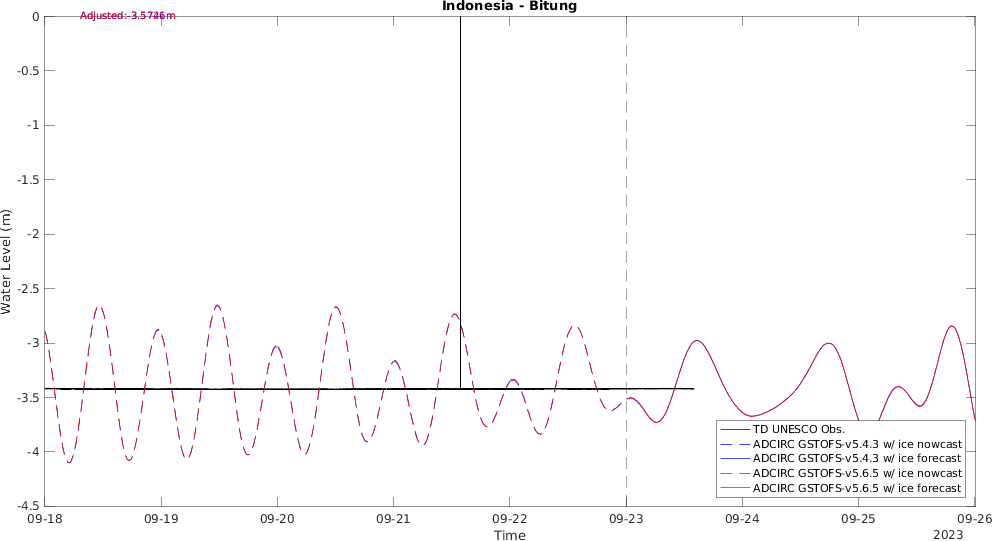 Indonesia - Bitung
Adjusted:-3.5
0
-0.5
-1
-1.5
-2
-2.5
-3
-3.5
-4
-4.5
Water Level (m)
09-18
09-19
09-20
09-21
09-22
09-23
09-24
09-25
09-26
Time
2023
TD UNESCO Obs.
ADCIRC GSTOFS-v5.4.3 w/ ice nowcast
ADCIRC GSTOFS-v5.4.3 w/ ice forecast
ADCIRC GSTOFS-v5.6.5 w/ ice nowcast
ADCIRC GSTOFS-v5.6.5 w/ ice forecast